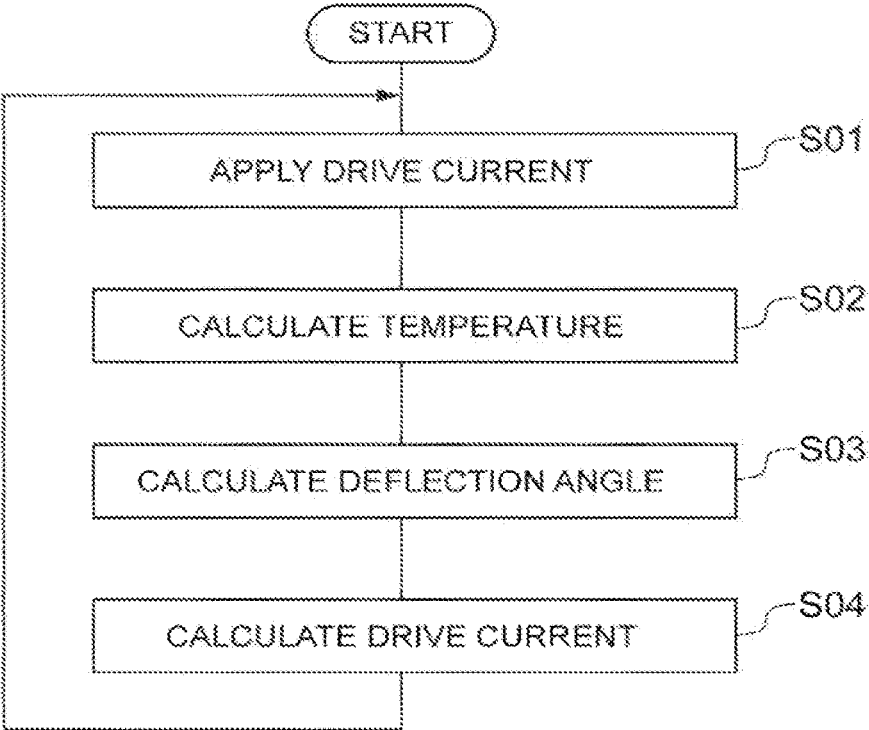 START
APPLY DRIVE CURRENT
S01
CALCULATE TEMPERATURE
S02
CALCULATE DEFLECTION ANGLE
S03
CALCULATE DRIVE CURRENT
S04